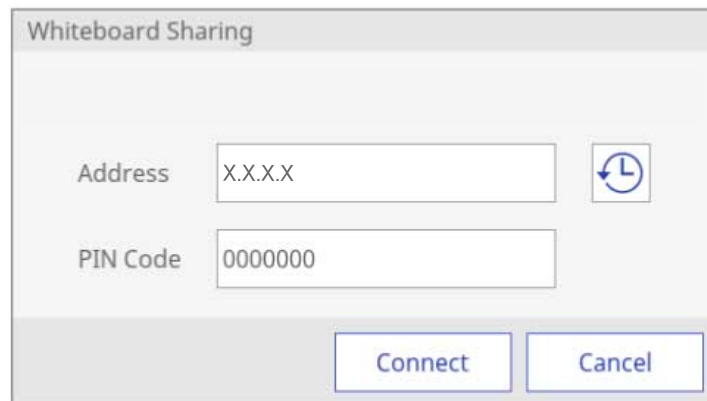 Whiteboard Sharing
Address X.X.X.X
PIN Code 0000000
Connect Cancel